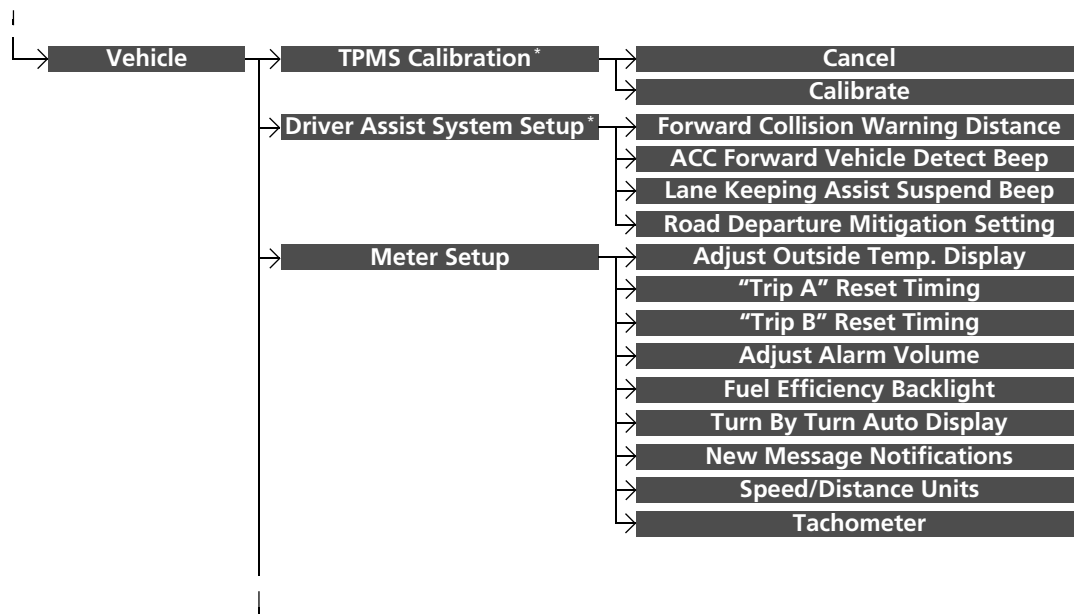 Vehicle
TPMS Calibration*
Cancel
Calibrate
Driver Assist System Setup*
Forward Collision Warning Distance
ACC Forward Vehicle Detect Beep
Lane Keeping Assist Suspend Beep
Road Departure Mitigation Setting
Meter Setup
Adjust Outside Temp. Display
“Trip A” Reset Timing
“Trip B” Reset Timing
Adjust Alarm Volume
Fuel Efficiency Backlight
Turn By Turn Auto Display
New Message Notifications
Speed/Distance Units
Tachometer